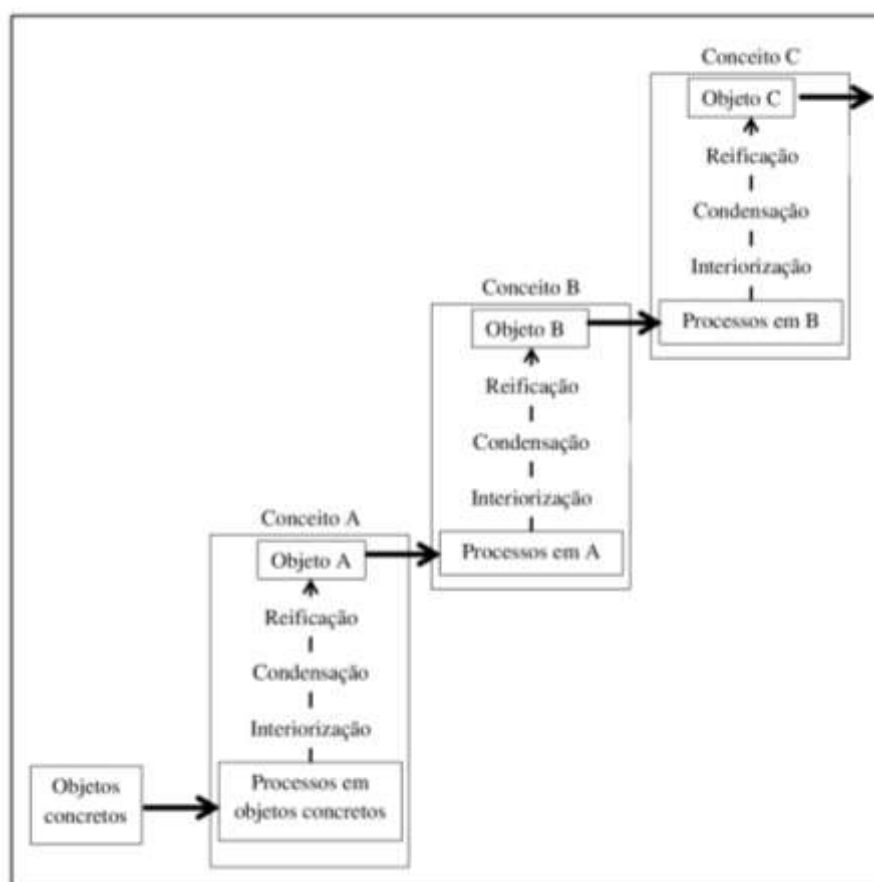 Conceito C
Objeto C
Reificação
Condensação
Interiorização
Processos em B
Conceito B
Objeto B
Reificação
Condensação
Interiorização
Processos em A
Conceito A
Objeto A
Reificação
Condensação
Interiorização
Processos em
objetos concretos
Objetos
concretos